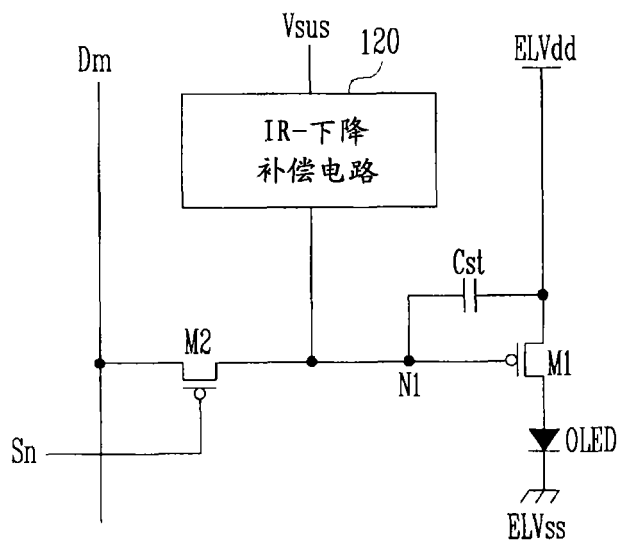 Vsus
120
Dm
ELVdd
IR-下降
补偿电路
Cst
M2
N1
M1
Sn
OLED
ELVss